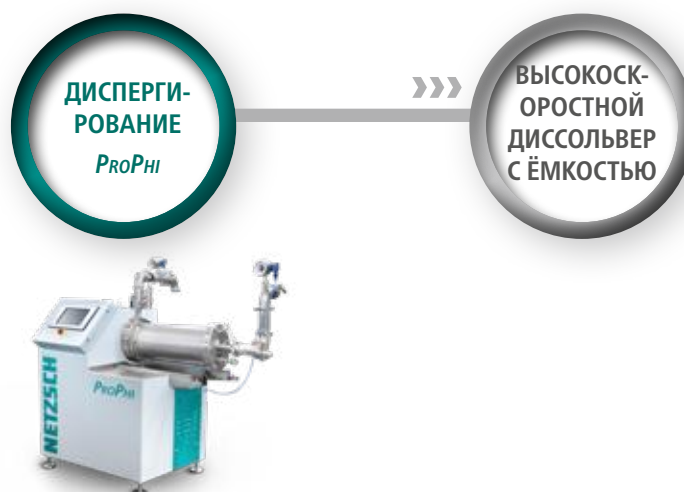 ДИСПЕРГИ-
РОВАНИЕ
PROPHI
ВЫСОКОСК-
ОРОСТНОЙ
ДИССОЛЬВЕР
С ЁМКОСТЬЮ
NETZSCH
PROPHI